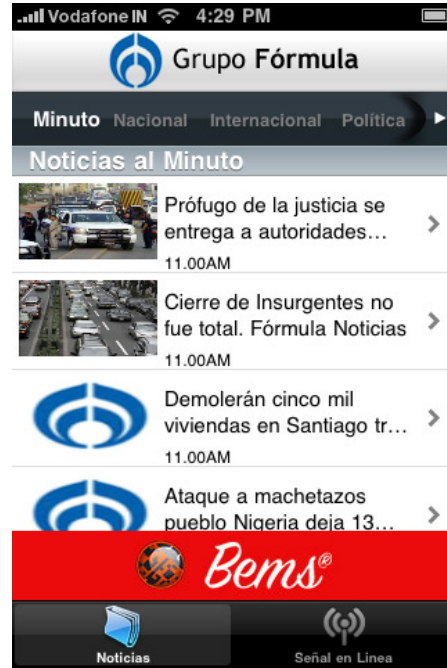 Vodafone IN 4:29 PM
Grupo Fórmula
Minuto Nacional Internacional Política
Noticias al Minuto
Prófugo de la justicia se
entrega a autoridades...
11.00AM
Cierre de Insurgentes no
fue total. Fórmula Noticias
11.00AM
Demolerán cinco mil
viviendas en Santiago tr...
11.00AM
Ataque a machetazos
pueblo Nigeria deja 13...
Bems®
Noticias Señal en Linea